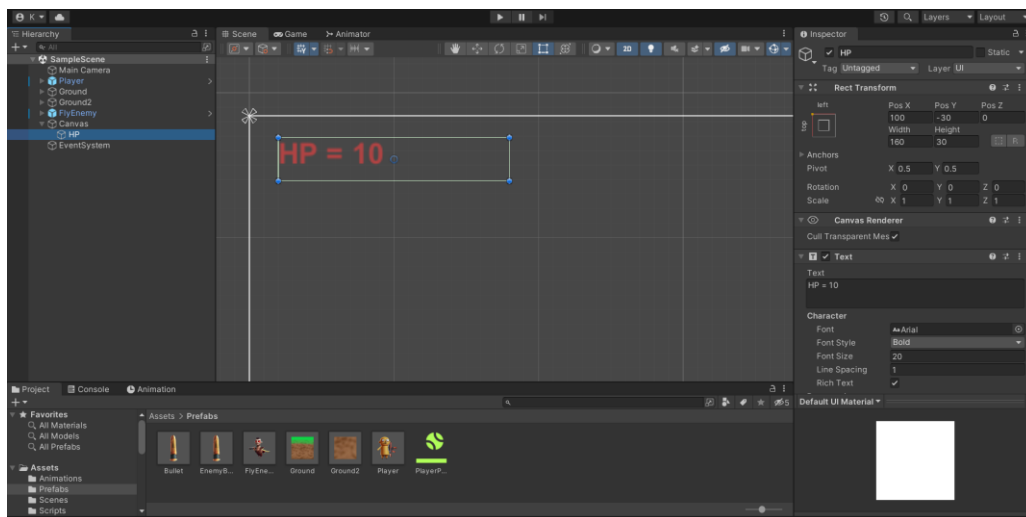 K
Layers
Layout
Hierarchy
All
SampleScene
Main Camera
Player
Ground
Ground2
FlyEnemy
Canvas
HP
EventSystem
Scene
Game
Animator
2D
HP = 10
Inspector
HP
Static
Tag Untagged
Layer UI
Rect Transform
left
top
Pos X
Pos Y
Pos Z
100
-30
0
Width
Height
160
30
R
Anchors
Pivot
X 0.5
Y 0.5
Rotation
X 0
Y 0
Z 0
Scale
X 1
Y 1
Z 1
Canvas Renderer
Cull Transparent Mes
Text
Text
HP = 10
Character
Font
Arial
Font Style
Bold
Font Size
20
Line Spacing
1
Rich Text
Default UI Material
Project
Console
Animation
5
Favorites
All Materials
All Models
All Prefabs
Assets
Animations
Prefabs
Scenes
Scripts
Assets > Prefabs
Bullet
EnemyB...
FlyEne...
Ground
Ground2
Player
PlayerP...